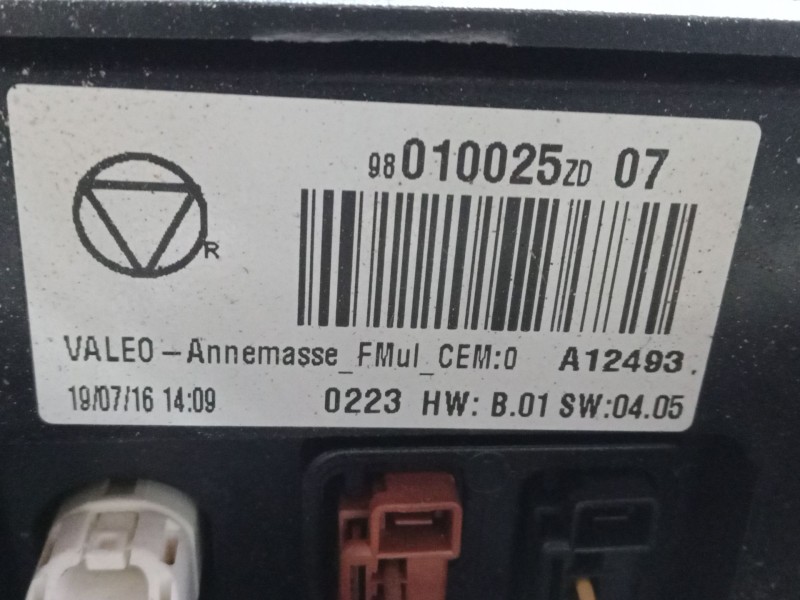 98 010025 ZD 07
R
VALEO - Annemasse_FMul_CEM:0 A12493.
19/07/16 14:09 0223 HW: B.01 SW:04.05